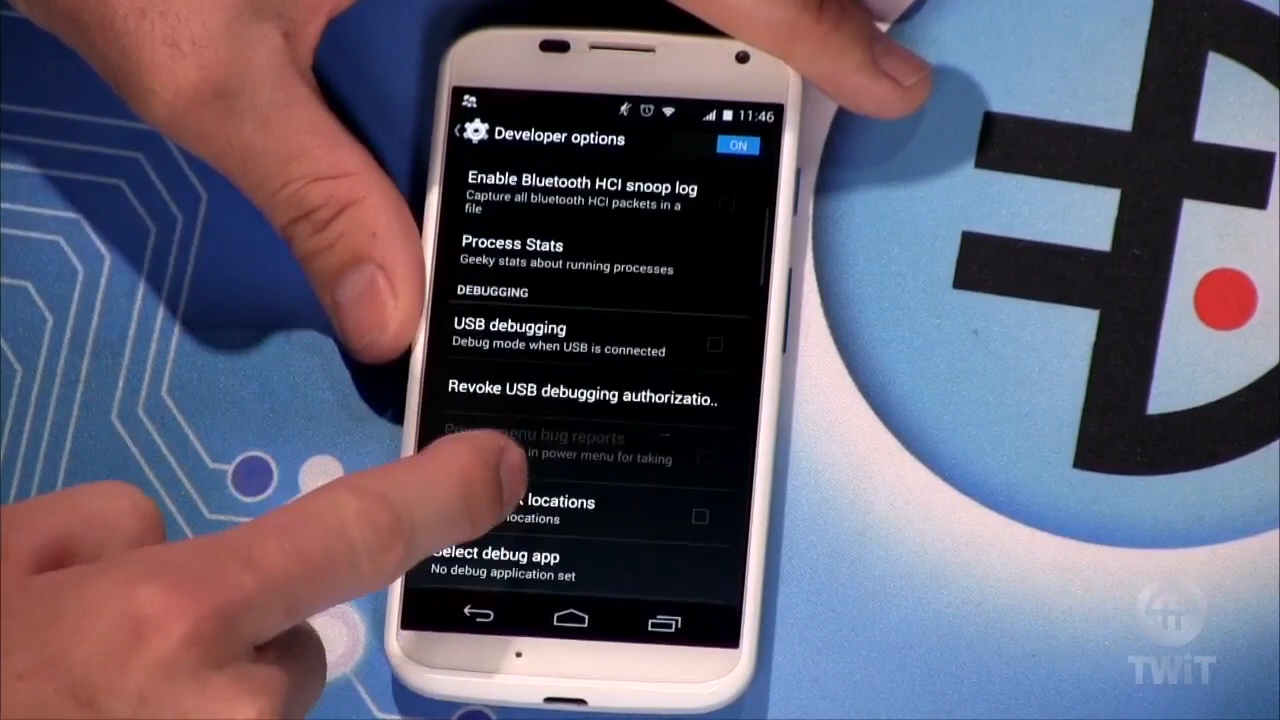 11:46
Developer options
ON
Enable Bluetooth HCI snoop log
Capture all bluetooth HCI packets in a
file
Process Stats
Geeky stats about running processes
DEBUGGING
USB debugging
Debug mode when USB is connected
Revoke USB debugging authorizatio..
menu bug reports
in power menu for taking
locations
locations
Select debug app
No debug application set
TWiT